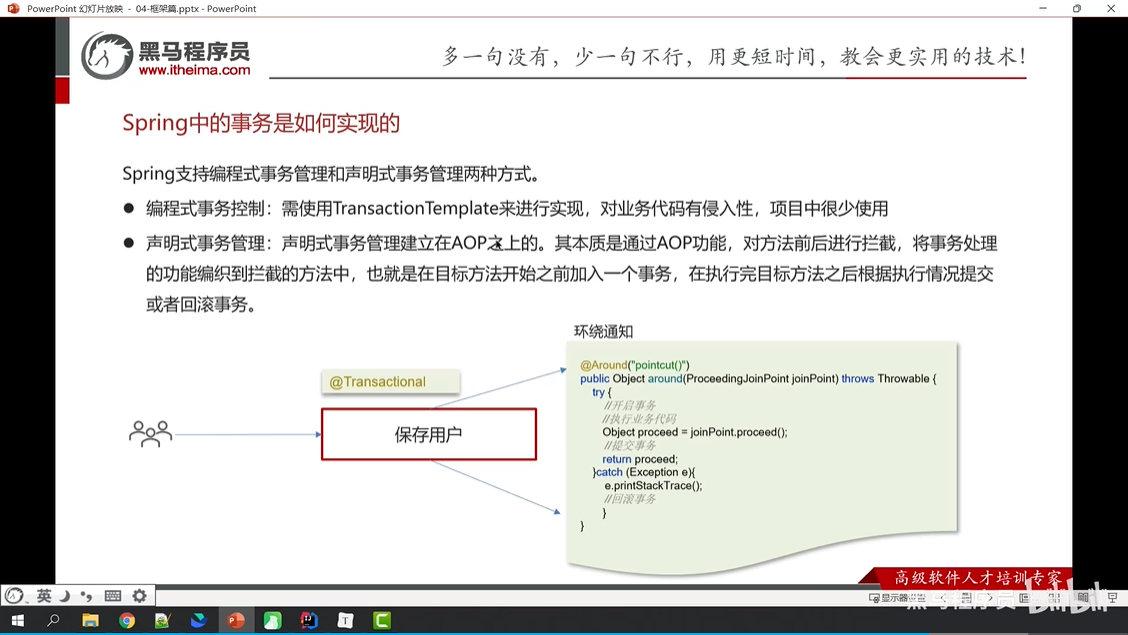 PowerPoint 幻灯片放映 - 04-框架篇.pptx - PowerPoint
黑马程序员
www.itheima.com
多一句没有，少一句不行，用更短时间，教会更实用的技术！
Spring中的事务是如何实现的
Spring支持编程式事务管理和声明式事务管理两种方式。
● 编程式事务控制：需使用TransactionTemplate来进行实现，对业务代码有侵入性，项目中很少使用
● 声明式事务管理：声明式事务管理建立在AOP之上的。其本质是通过AOP功能，对方法前后进行拦截，将事务处理
的功能编织到拦截的方法中，也就是在目标方法开始之前加入一个事务，在执行完目标方法之后根据执行情况提交
或者回滚事务。
环绕通知
@Transactional
保存用户
@Around("pointcut()")
public Object around(ProceedingJoinPoint joinPoint) throws Throwable {
try {
//开启事务
//执行业务代码
Object proceed = joinPoint.proceed();
//提交事务
return proceed;
}catch (Exception e){
e.printStackTrace();
//回滚事务
}
}
高级软件人才培训专家
英
显示器
黑马程序员
bilibili